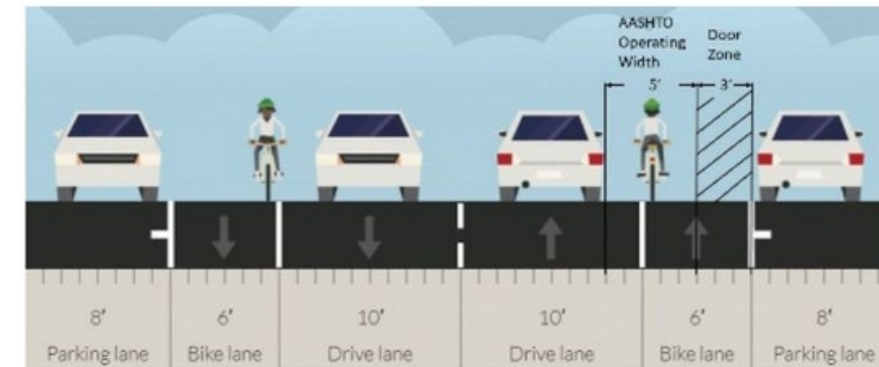 AASHTO
Operating
Width
Door
Zone
5'
3'
8'
6'
10'
10'
6'
8'
Parking lane
Bike lane
Drive lane
Drive lane
Bike lane
Parking lane